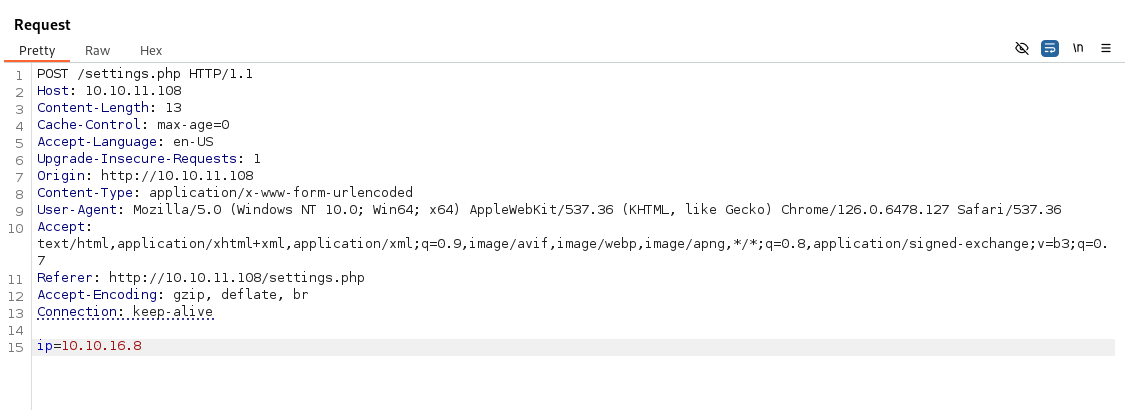 Request
Pretty Raw Hex
\n
1 POST /settings.php HTTP/1.1
2 Host: 10.10.11.108
3 Content-Length: 13
4 Cache-Control: max-age=0
5 Accept-Language: en-US
6 Upgrade-Insecure-Requests: 1
7 Origin: http://10.10.11.108
8 Content-Type: application/x-www-form-urlencoded
9 User-Agent: Mozilla/5.0 (Windows NT 10.0; Win64; x64) AppleWebKit/537.36 (KHTML, like Gecko) Chrome/126.0.6478.127 Safari/537.36
10 Accept:
text/html,application/xhtml+xml,application/xml;q=0.9,image/avif,image/webp,image/apng,*/*;q=0.8,application/signed-exchange;v=b3;q=0.
7
11 Referer: http://10.10.11.108/settings.php
12 Accept-Encoding: gzip, deflate, br
13 Connection: keep-alive
14
15 ip=10.10.16.8